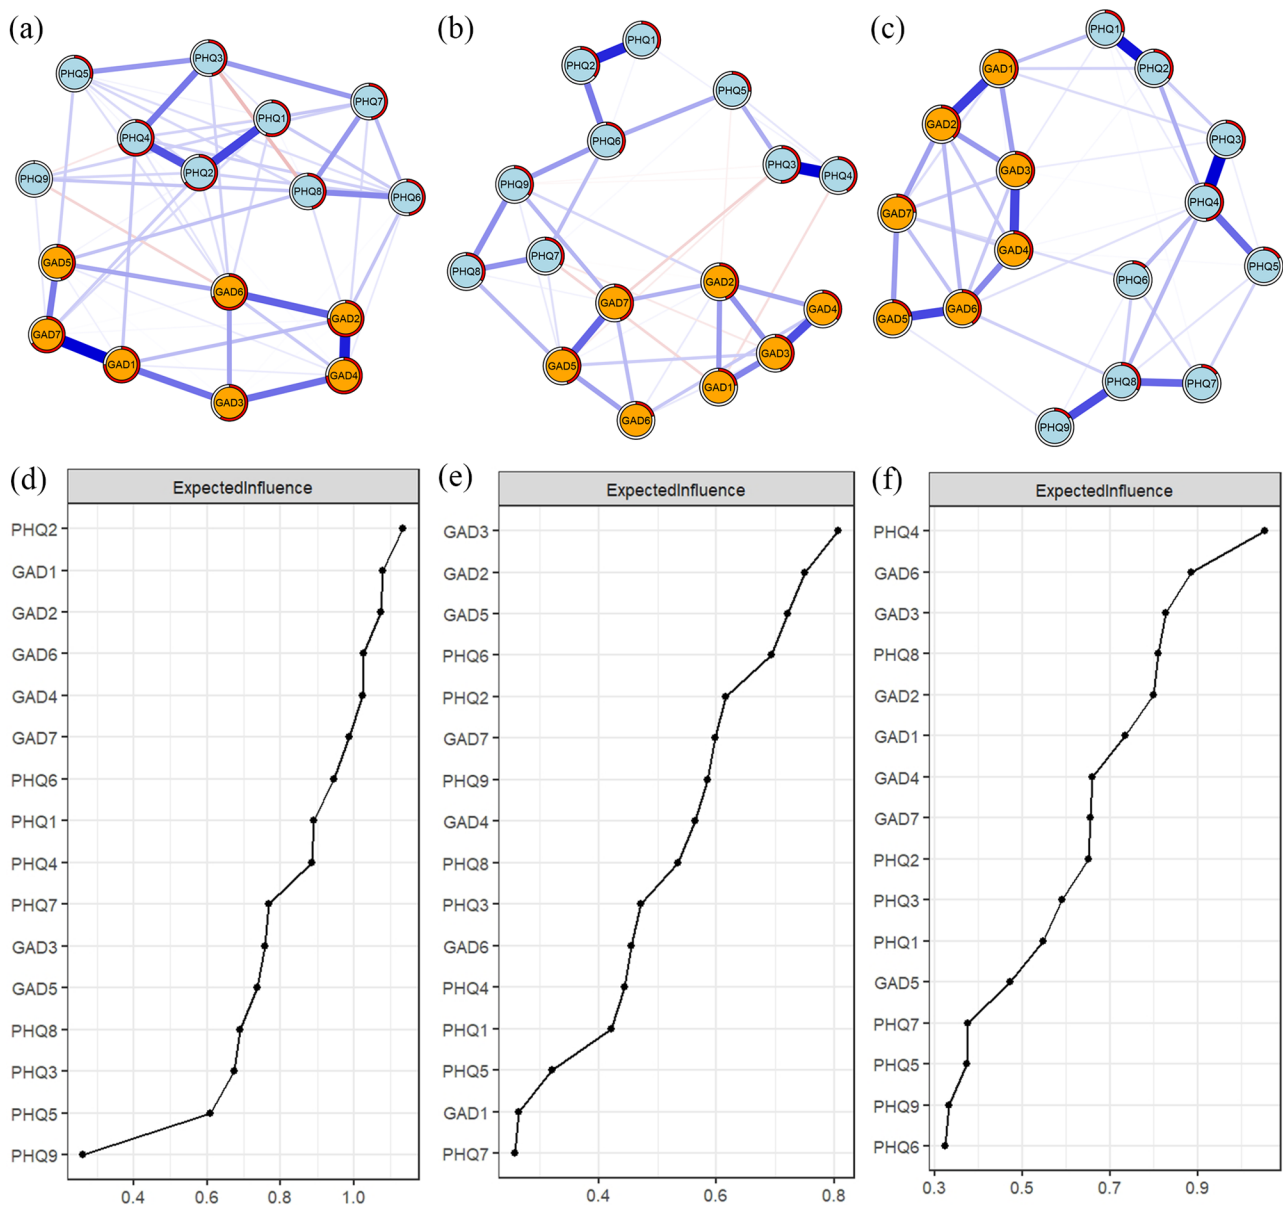 (a)
(b)
(c)
PHQ5
PHQ3
PHQ7
PHQ1
PHQ4
PHQ2
PHQ9
PHQ8
PHQ6
GAD5
GAD6
GAD2
GAD7
GAD1
GAD4
GAD3
PHQ1
PHQ2
PHQ5
PHQ6
PHQ3
PHQ4
PHQ9
PHQ7
PHQ8
GAD2
GAD7
GAD4
GAD3
GAD5
GAD1
GAD6
PHQ1
GAD1
PHQ2
GAD2
PHQ3
GAD3
PHQ4
GAD7
GAD4
PHQ5
PHQ6
GAD6
GAD5
PHQ8
PHQ7
PHQ9
(d)
ExpectedInfluence
PHQ2
GAD1
GAD2
GAD6
GAD4
GAD7
PHQ6
PHQ1
PHQ4
PHQ7
GAD3
GAD5
PHQ8
PHQ3
PHQ5
PHQ9
0.4 0.6 0.8 1.0
(e)
ExpectedInfluence
GAD3
GAD2
GAD5
PHQ6
PHQ2
GAD7
PHQ9
GAD4
PHQ8
PHQ3
GAD6
PHQ4
PHQ1
PHQ5
GAD1
PHQ7
0.4 0.6 0.8
(f)
ExpectedInfluence
PHQ4
GAD6
GAD3
PHQ8
GAD2
GAD1
GAD4
GAD7
PHQ2
PHQ3
PHQ1
GAD5
PHQ7
PHQ5
PHQ9
PHQ6
0.3 0.5 0.7 0.9